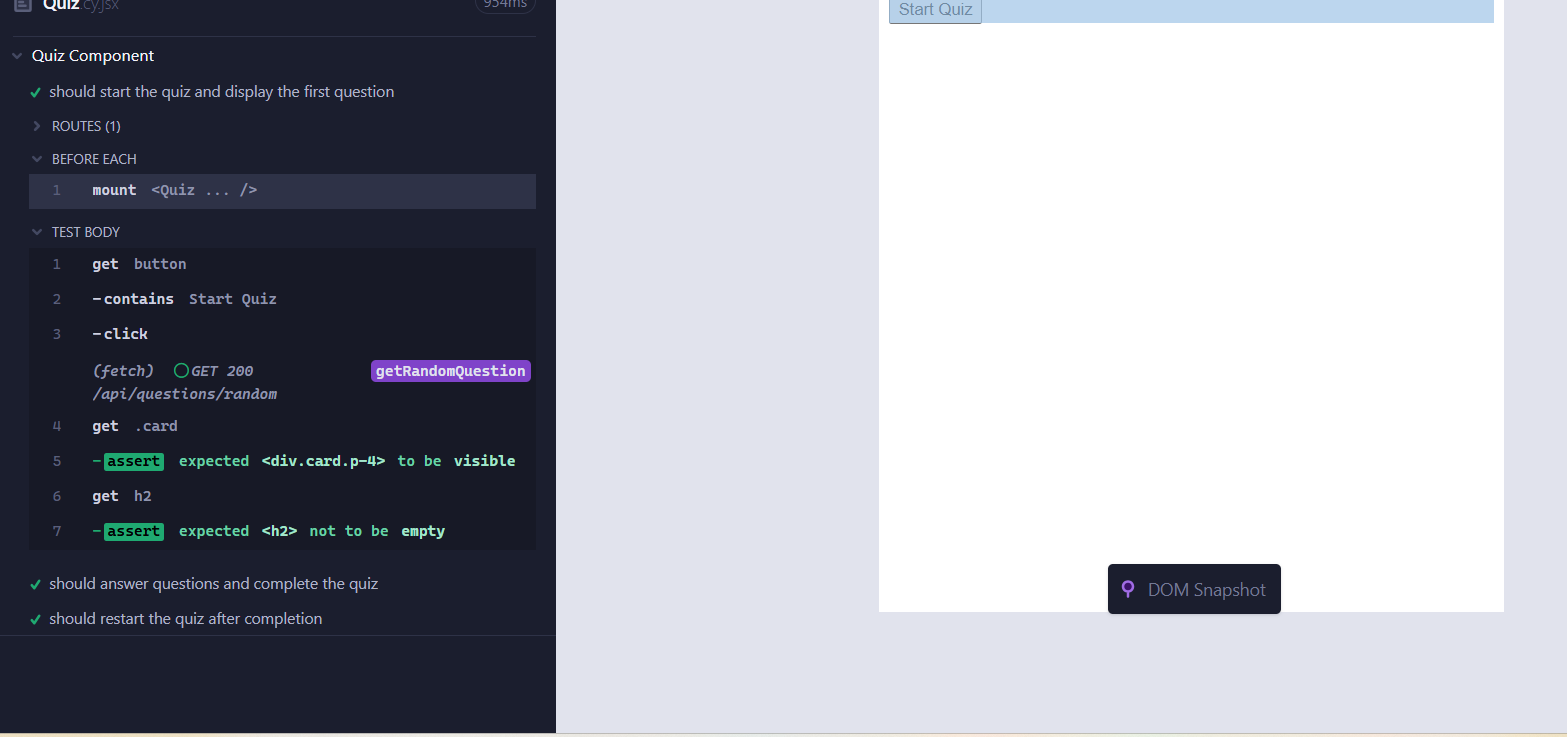 Quiz.cy.jsx 954ms
Quiz Component
should start the quiz and display the first question
ROUTES (1)
BEFORE EACH
1 mount <Quiz ... />
TEST BODY
1 get button
2 -contains Start Quiz
3 -click
(fetch) GET 200 getRandomQuestion
/api/questions/random
4 get .card
5 -assert expected <div.card.p-4> to be visible
6 get h2
7 -assert expected <h2> not to be empty
should answer questions and complete the quiz
should restart the quiz after completion
Start Quiz
DOM Snapshot